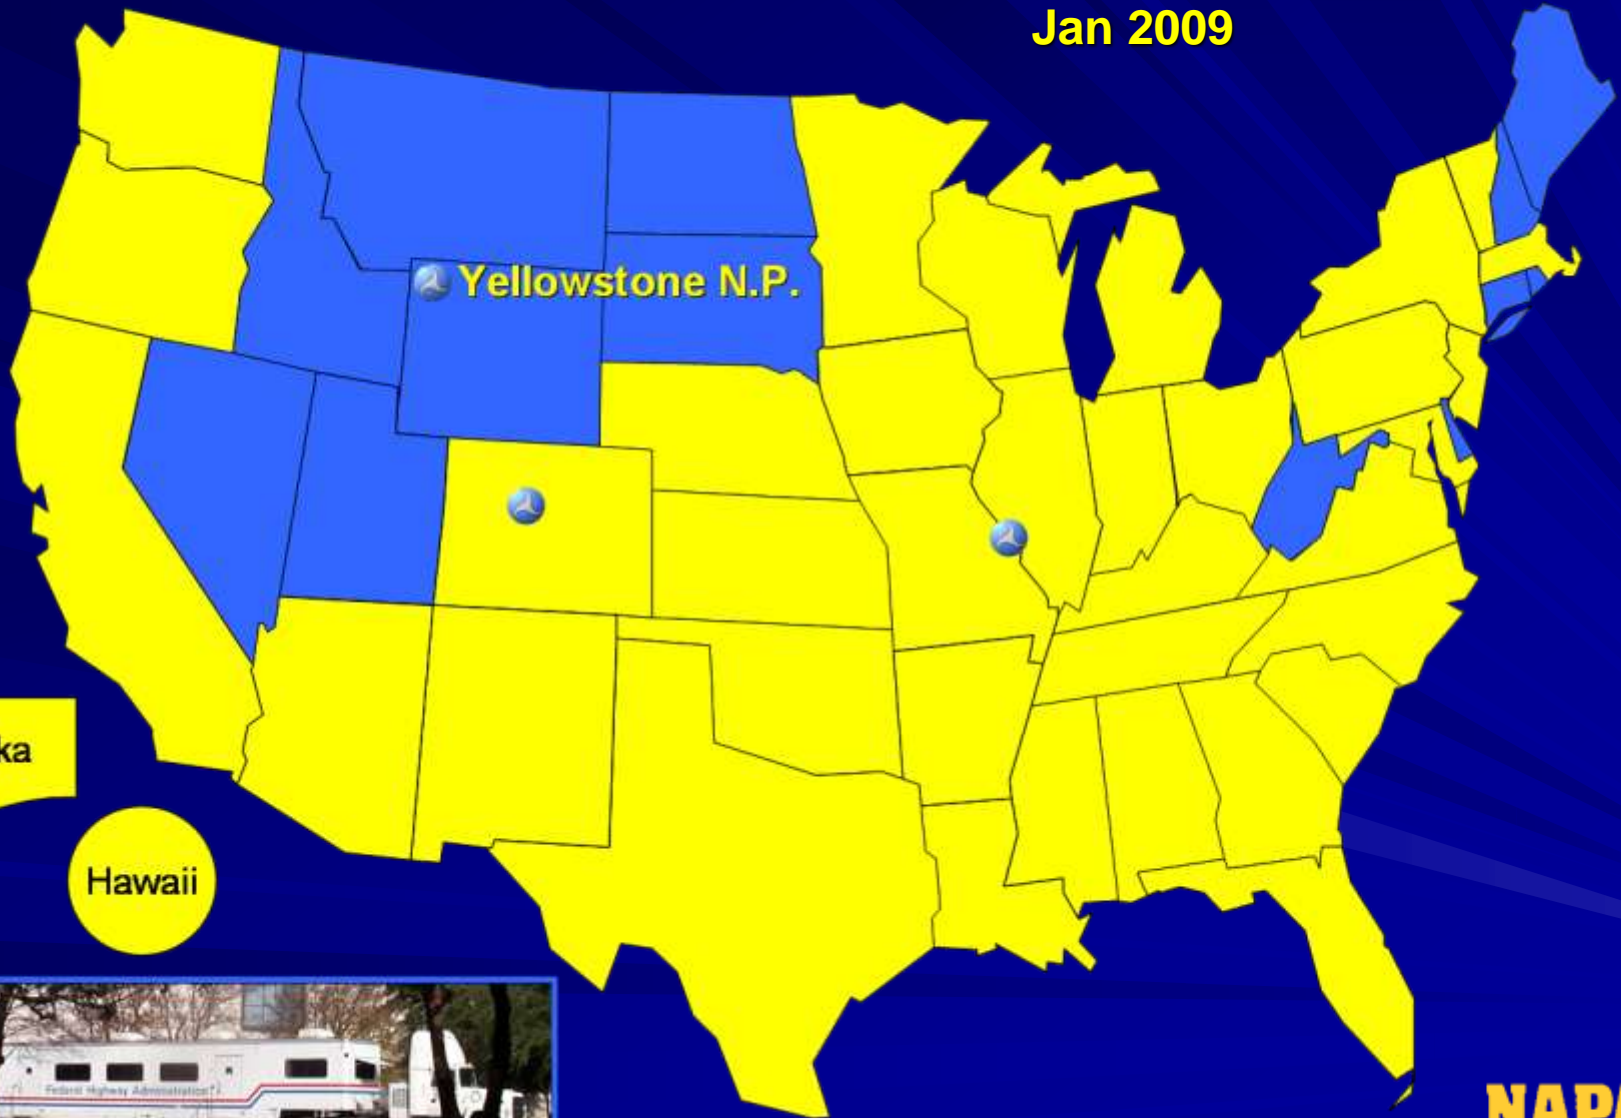 Jan 2009
Yellowstone N.P.
ka
Hawaii
Federal Highway Administration
NAP